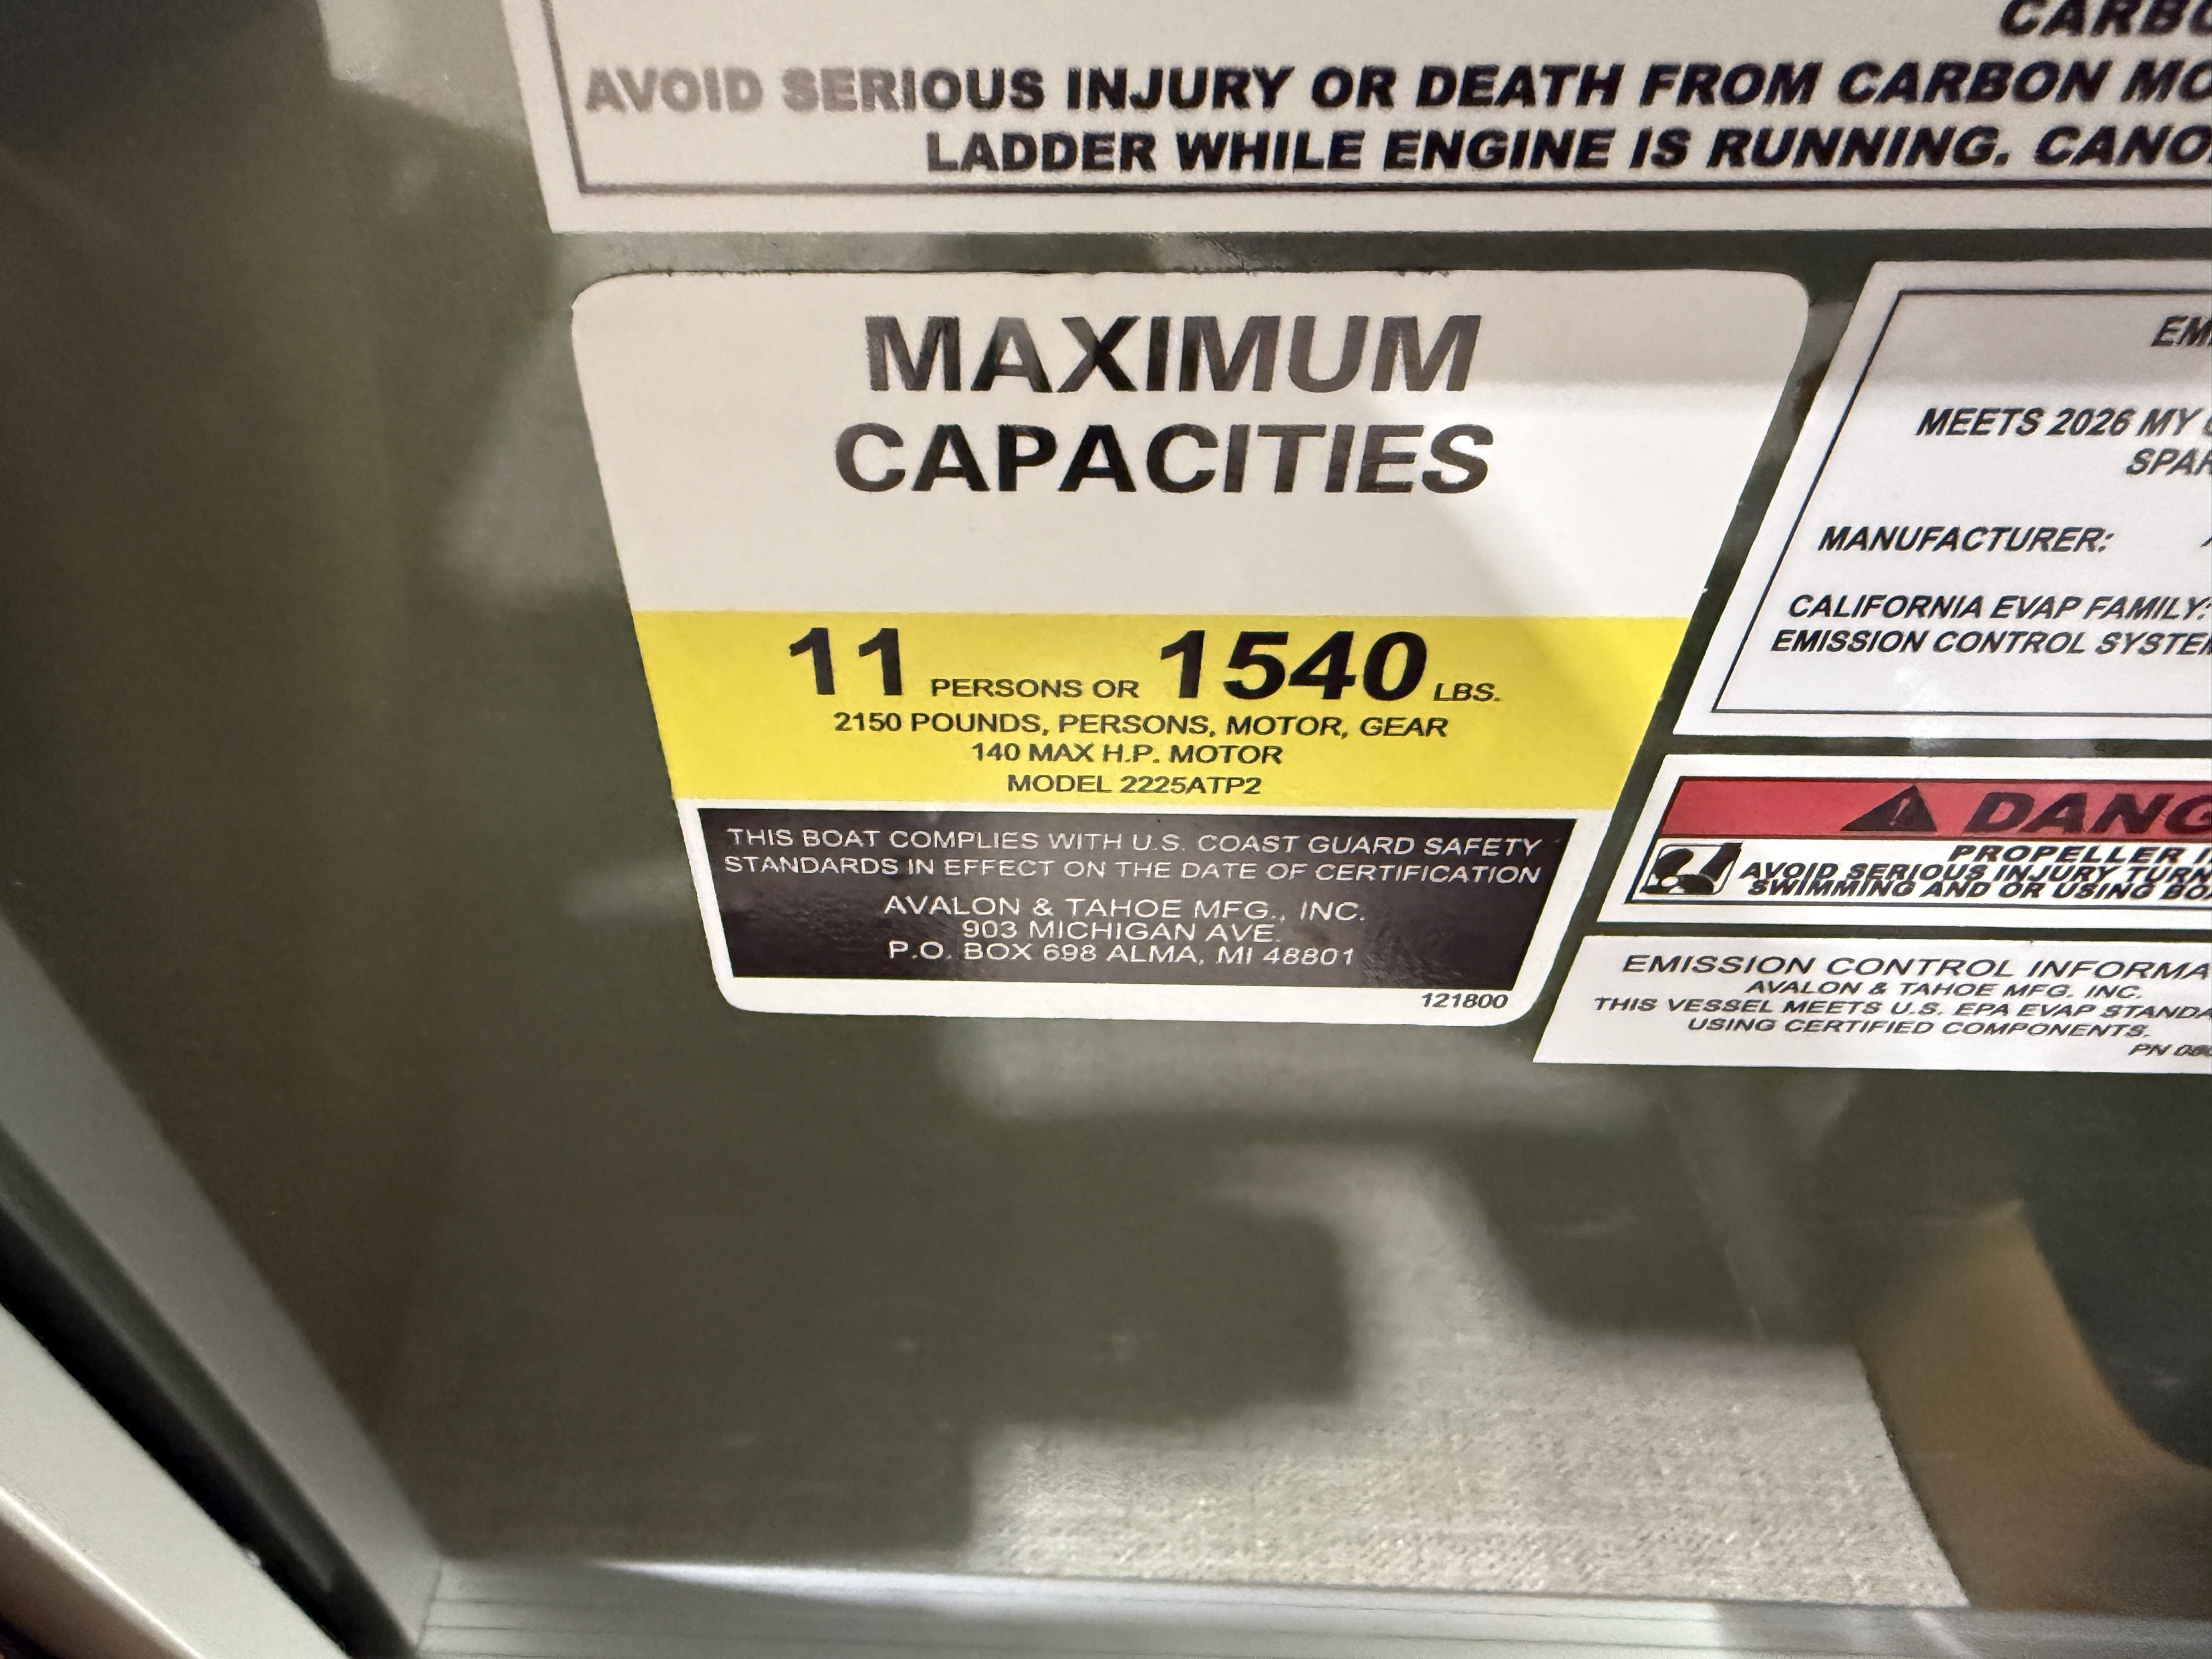 AVOID SERIOUS INJURY OR DEATH FROM CARBON
LADDER WHILE ENGINE IS RUNNING.
MAXIMUM
CAPACITIES
11 PERSONS OR 1540 LBS.
2150 POUNDS, PERSONS, MOTOR, GEAR
140 MAX H.P. MOTOR
MODEL 2225ATP2
THIS BOAT COMPLIES WITH U.S. COAST GUARD SAFETY
STANDARDS IN EFFECT ON THE DATE OF CERTIFICATION
AVALON & TAHOE MFG., INC.
903 MICHIGAN AVE.
P.O. BOX 698 ALMA, MI 48801
121800
MEETS 2026 MY
MANUFACTURER:
CALIFORNIA EVAP FAMILY:
EMISSION CONTROL
PROPELLER
AVOID SERIOUS INJURY
SWIMMING AND OR USING
EMISSION CONTROL
AVALON & TAHOE MFG. INC.
THIS VESSEL MEETS U.S. EPA EVAP
USING CERTIFIED COMPONENTS.
PN